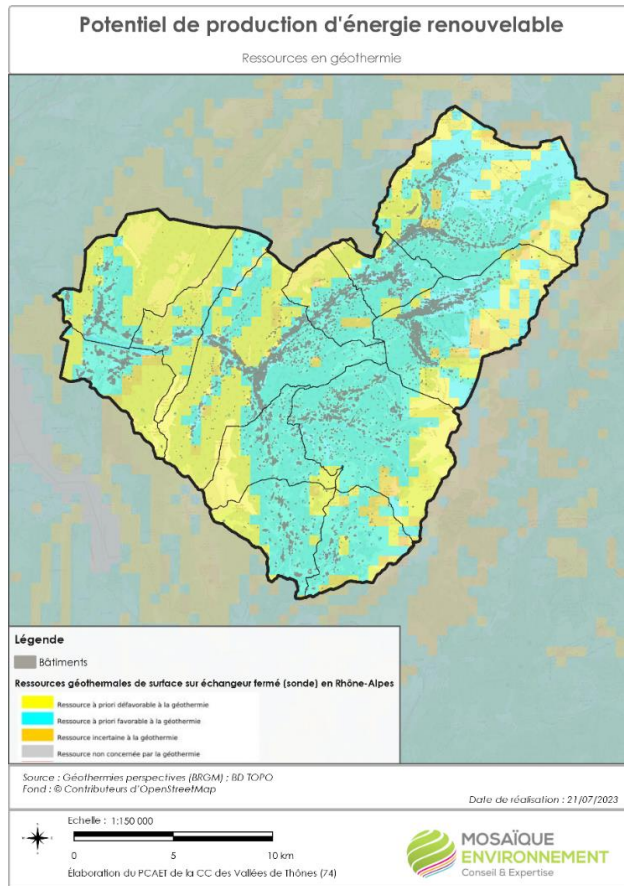 Potentiel de production d'énergie renouvelable
Ressources en géothermie
Légende
Bâtiments
Ressources géothermales de surface sur échangeur fermé (sonde) en Rhône-Alpes
Ressource à priori défavorable à la géothermie
Ressource à priori favorable à la géothermie
Ressource incertaine à la géothermie
Ressource non concernée par la géothermie
Source : Géothermies perspectives (BRGM) ; BD TOPO
Fond : © Contributeurs d'OpenStreetMap
Date de réalisation : 21/07/2023
Echelle : 1:150 000
0 5 10 km
Élaboration du PCAET de la CC des Vallées de Thônes (74)
MOSAÏQUE
ENVIRONNEMENT
Conseil & Expertise